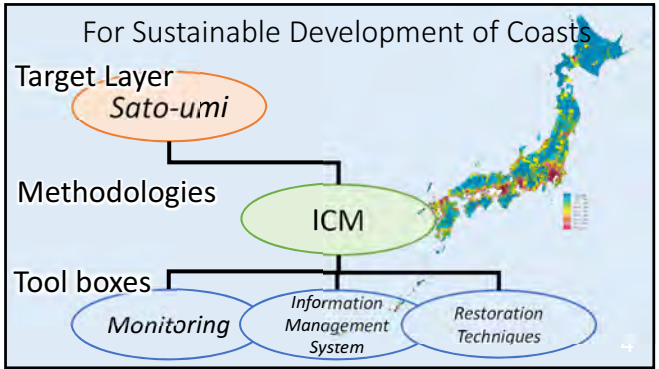 For Sustainable Development of Coasts
Target Layer
Sato-umi
Methodologies
ICM
Tool boxes
Monitoring
Information
Management
System
Restoration
Techniques
4